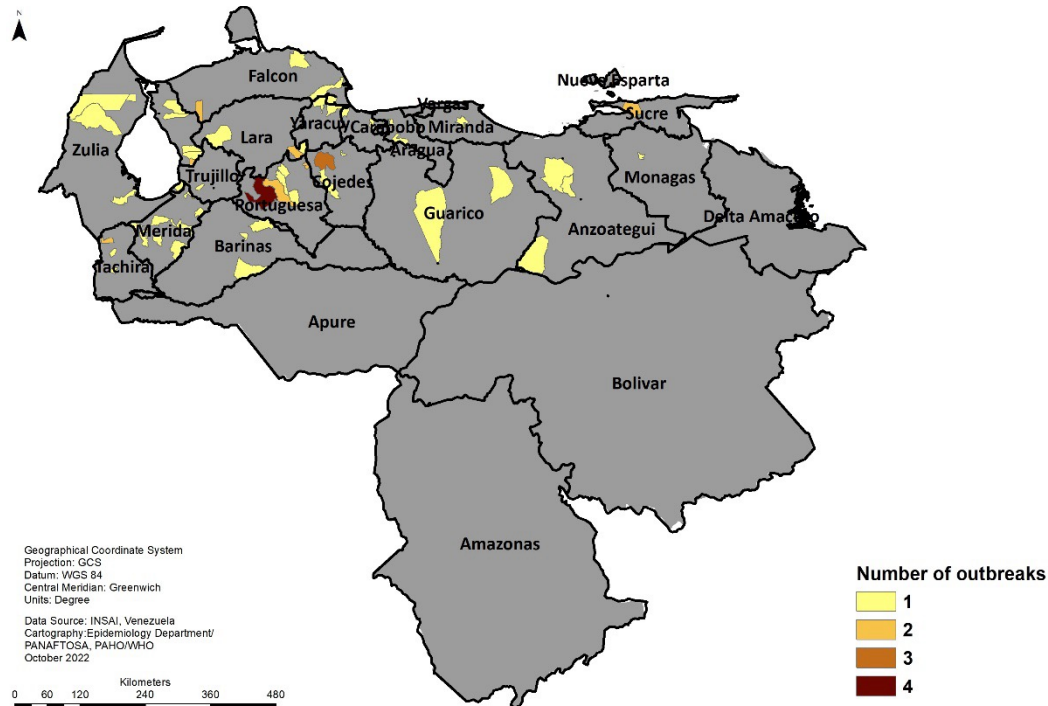 N
Falcon
Nueva Esparta
Vargas
Sucre
Yaracuy
Carabobo
Miranda
Lara
Aragua
Zulia
Trujillo
Cojedes
Monagas
Portuguesa
Guarico
Delta Amacuro
Merida
Anzoategui
Barinas
Tachira
Apure
Bolivar
Amazonas
Geographical Coordinate System
Projection: GCS
Datum: WGS 84
Central Meridian: Greenwich
Units: Degree
Data Source: INSAI, Venezuela
Cartography:Epidemiology Department/
PANAFTOSA, PAHO/WHO
October 2022
Kilometers
0 60 120 240 360 480
Number of outbreaks
1
2
3
4